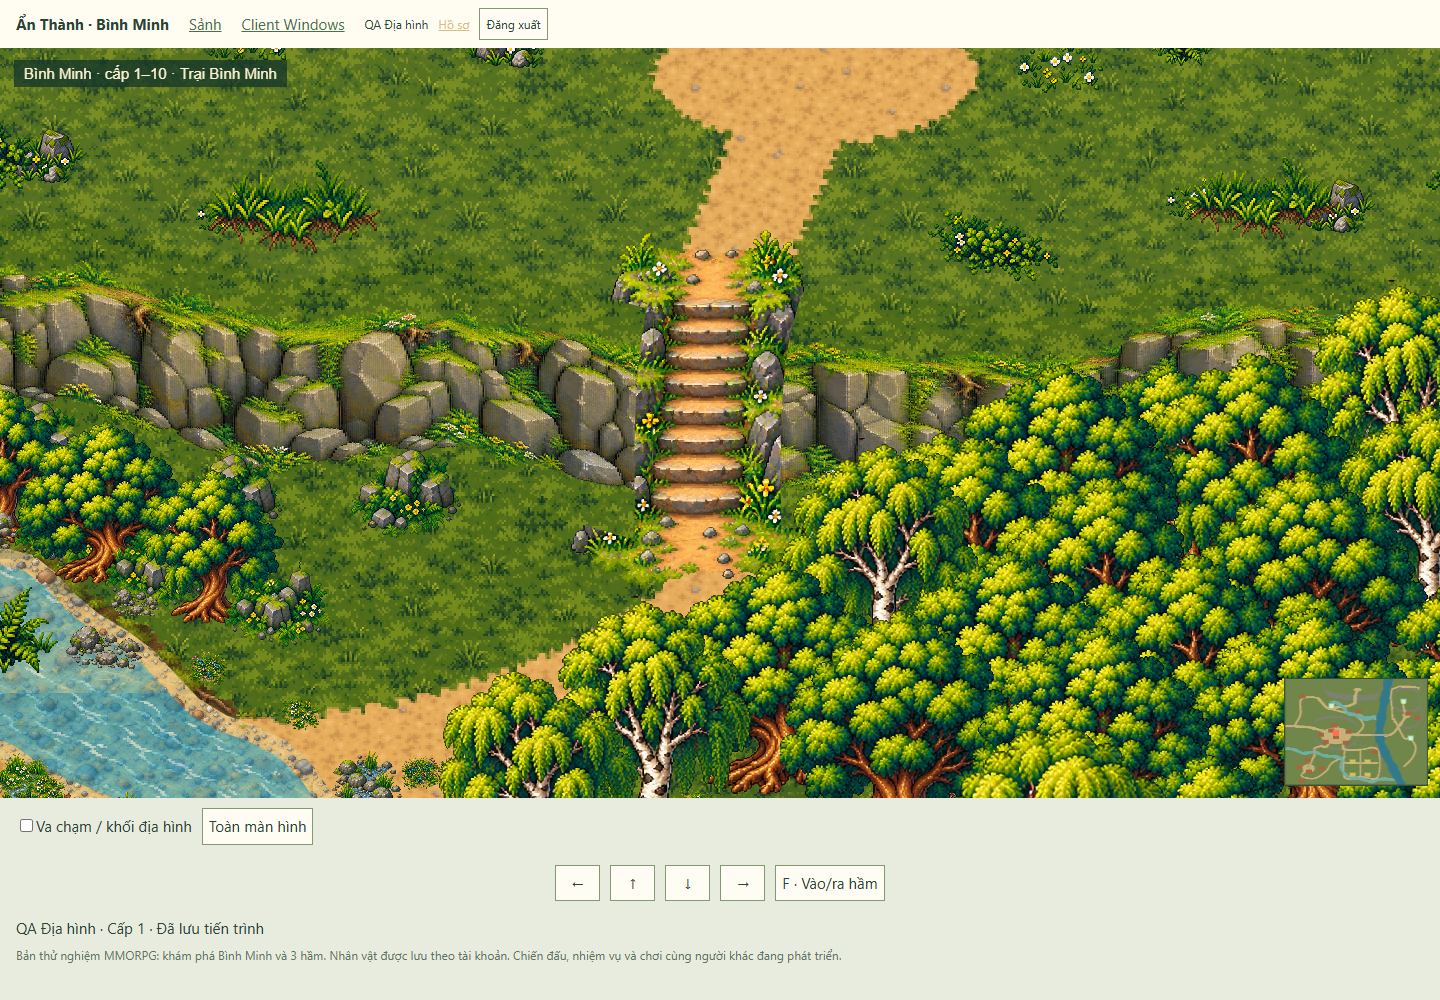 Ẩn Thành · Bình Minh Sảnh Client Windows QA Địa hình Hồ sơ Đăng xuất
Bình Minh · cấp 1–10 · Trại Bình Minh
Va chạm / khối địa hình Toàn màn hình
← ↑ ↓ → F · Vào/ra hầm
QA Địa hình · Cấp 1 · Đã lưu tiến trình
Bản thử nghiệm MMORPG: khám phá Bình Minh và 3 hầm. Nhân vật được lưu theo tài khoản. Chiến đấu, nhiệm vụ và chơi cùng người khác đang phát triển.